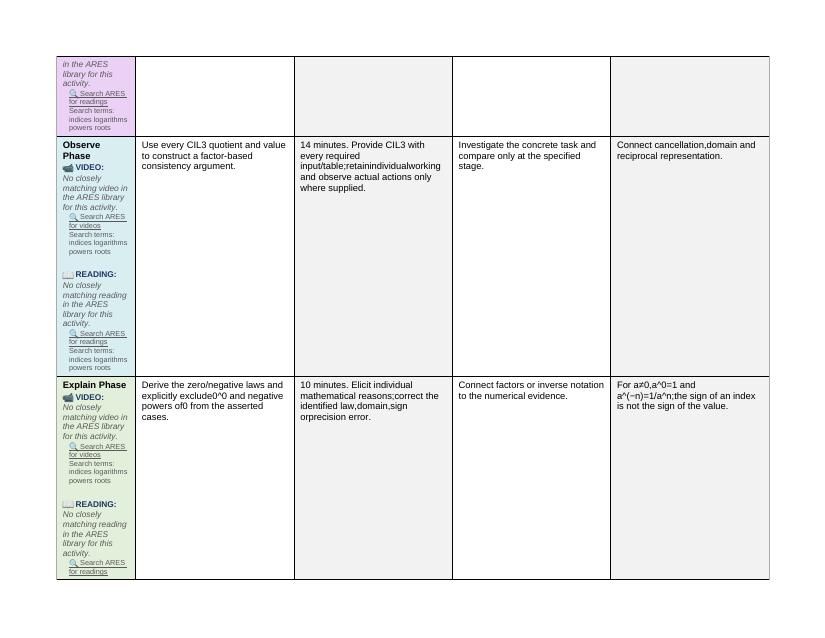 in the ARES
library for this
activity.
🔍 Search ARES
for readings
Search terms:
indices logarithms
powers roots
Observe
Phase
📹 VIDEO:
No closely
matching video in
the ARES library
for this activity.
🔍 Search ARES
for videos
Search terms:
indices logarithms
powers roots
📖 READING:
No closely
matching reading
in the ARES
library for this
activity.
🔍 Search ARES
for readings
Search terms:
indices logarithms
powers roots
Use every CIL3 quotient and value
to construct a factor-based
consistency argument.
14 minutes. Provide CIL3 with
every required
input/table;retainindividualworking
and observe actual actions only
where supplied.
Investigate the concrete task and
compare only at the specified
stage.
Connect cancellation,domain and
reciprocal representation.
Explain Phase
📹 VIDEO:
No closely
matching video in
the ARES library
for this activity.
🔍 Search ARES
for videos
Search terms:
indices logarithms
powers roots
📖 READING:
No closely
matching reading
in the ARES
library for this
activity.
🔍 Search ARES
for readings
Derive the zero/negative laws and
explicitly exclude0^0 and negative
powers of0 from the asserted
cases.
10 minutes. Elicit individual
mathematical reasons;correct the
identified law,domain,sign
orprecision error.
Connect factors or inverse notation
to the numerical evidence.
For a≠0,a^0=1 and
a^(−n)=1/a^n;the sign of an index
is not the sign of the value.